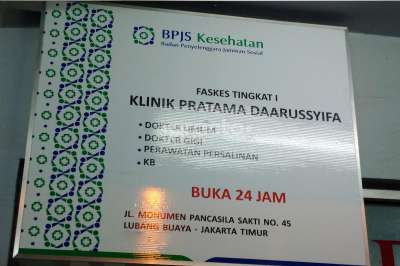 BPJS Kesehatan
Badan Penyelenggara Jaminan Sosial
FASKES TINGKAT I
KLINIK PRATAMA DAARUSSYIFA
• DOKTER UMUM
• DOKTER GIGI
• PERAWATAN PERSALINAN
• KB
BUKA 24 JAM
JL. MONUMEN PANCASILA SAKTI NO. 45
LUBANG BUAYA - JAKARTA TIMUR